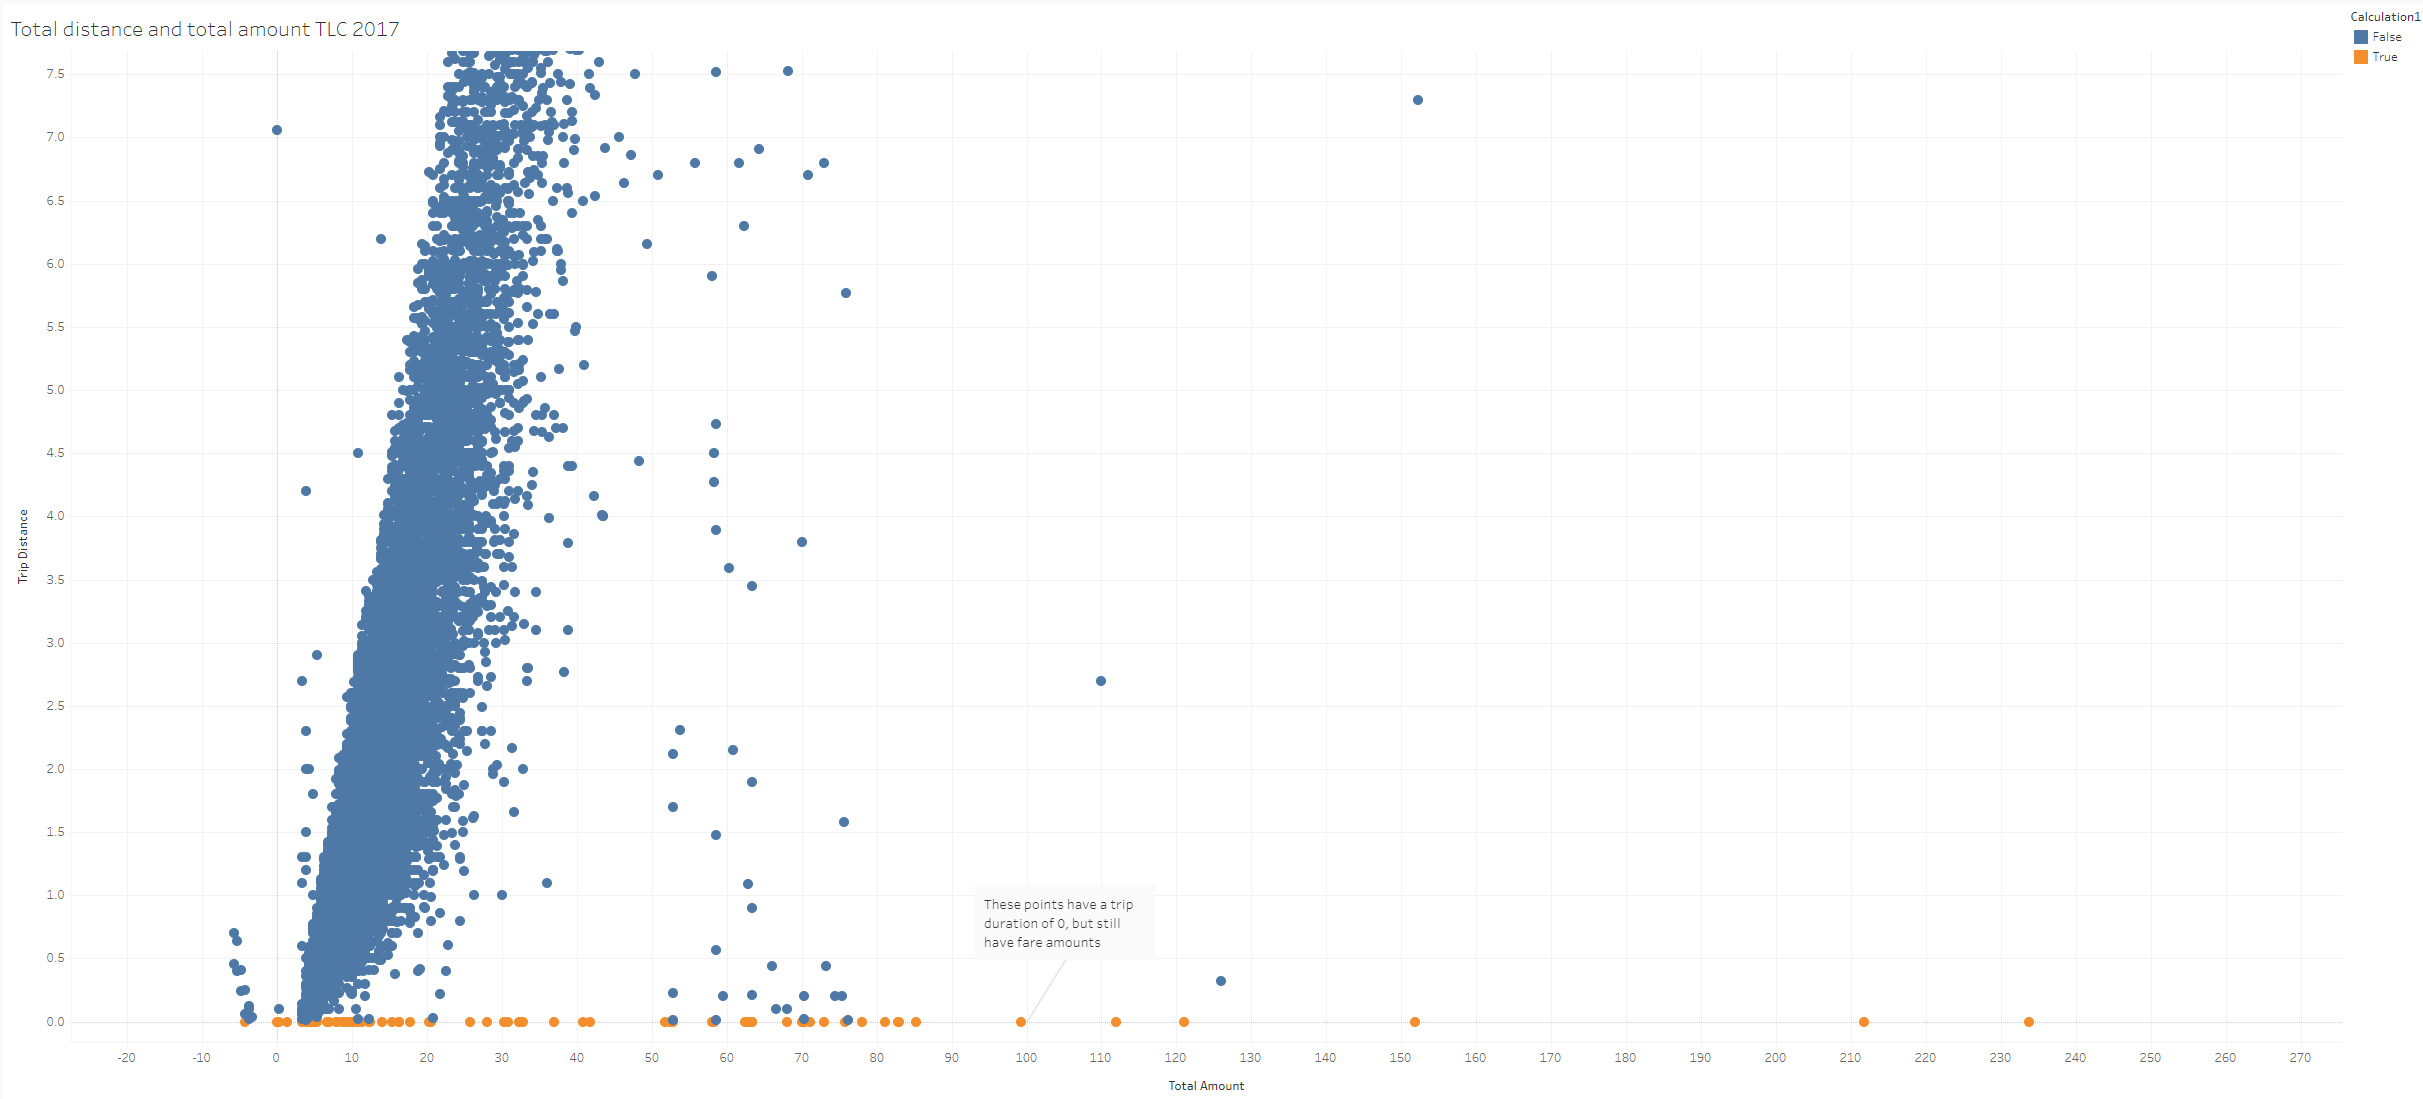 Total distance and total amount TLC 2017
Calculation1
False
True
7.5
7.0
6.5
6.0
5.5
5.0
4.5
4.0
3.5
3.0
2.5
2.0
1.5
1.0
0.5
0.0
Trip Distance
These points have a trip
duration of 0, but still
have fare amounts
-20 -10 0 10 20 30 40 50 60 70 80 90 100 110 120 130 140 150 160 170 180 190 200 210 220 230 240 250 260 270
Total Amount